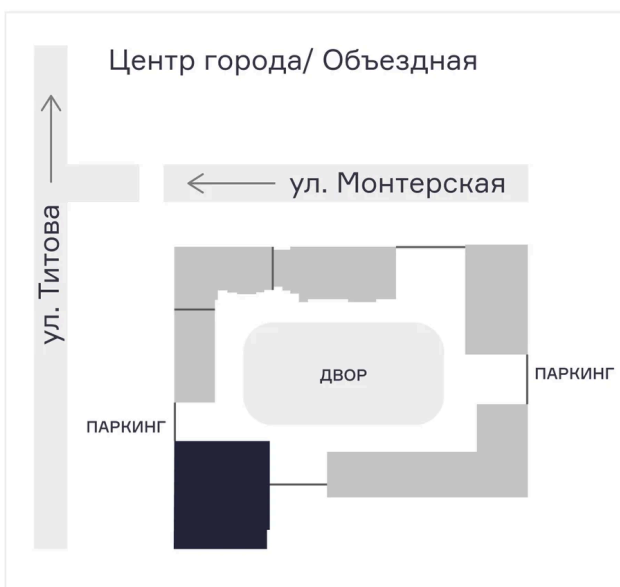 Центр города/ Объездная
ул. Монтерская
ул. Титова
ДВОР
ПАРКИНГ
ПАРКИНГ